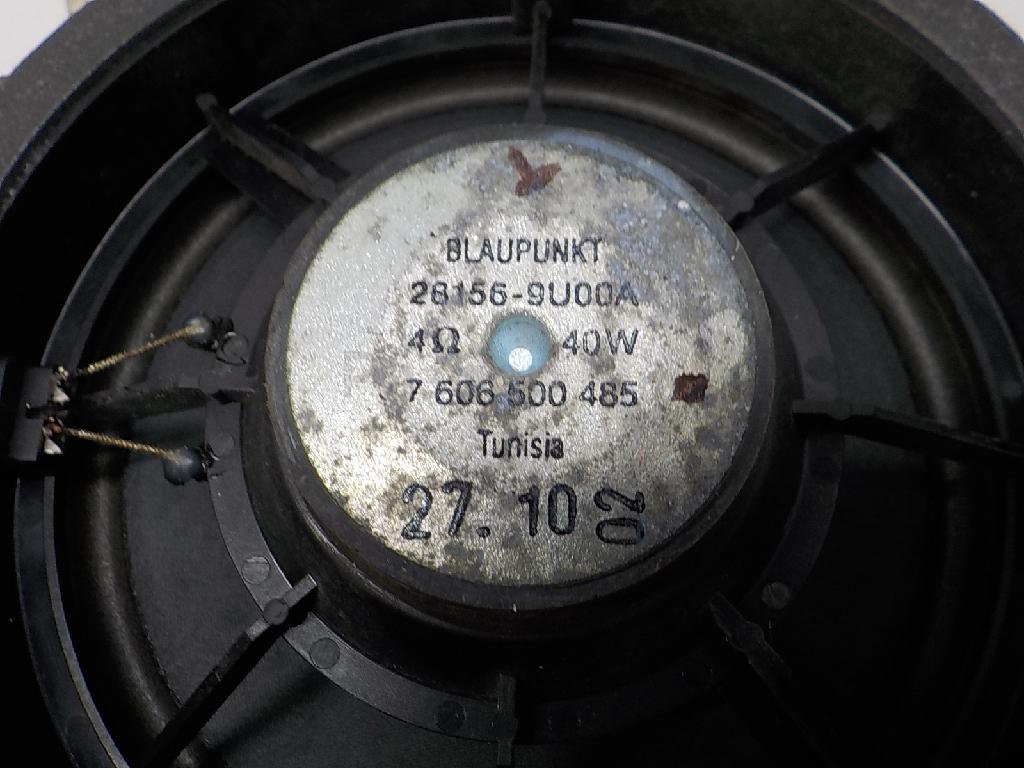 BLAUPUNKT
28156-9U00A
4Ω 40W
7 606 500 485
Tunisia
27. 10 02